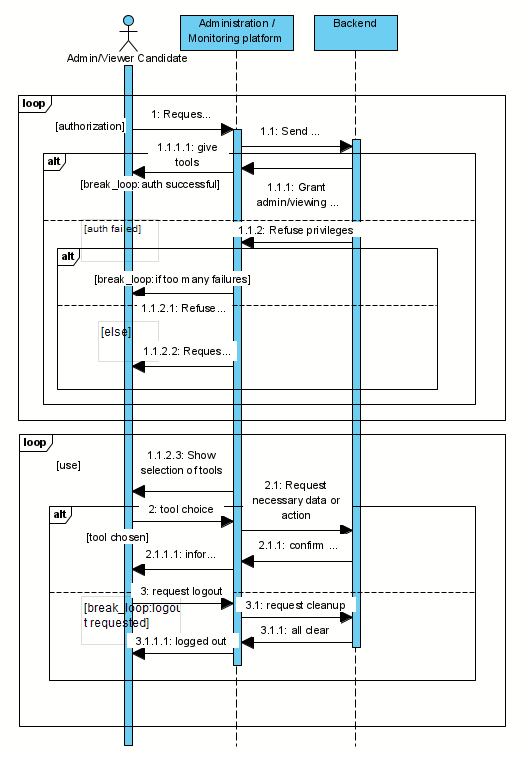 Administration /
Monitoring platform
Backend
Admin/Viewer Candidate
loop
1: Reques...
[authorization]
1.1: Send ...
1.1.1.1: give
tools
alt
[break_loop:auth successful]
1.1.1: Grant
admin/viewing ...
[auth failed]
1.1.2: Refuse privileges
alt
[break_loop:if too many failures]
1.1.2.1: Refuse...
[else]
1.1.2.2: Reques...
loop
[use]
1.1.2.3: Show
selection of tools
2.1: Request
necessary data or
action
alt
2: tool choice
[tool chosen]
2.1.1: confirm ...
2.1.1.1: infor...
3: request logout
[break_loop:logou
t requested]
3.1: request cleanup
3.1.1: all clear
3.1.1.1: logged out